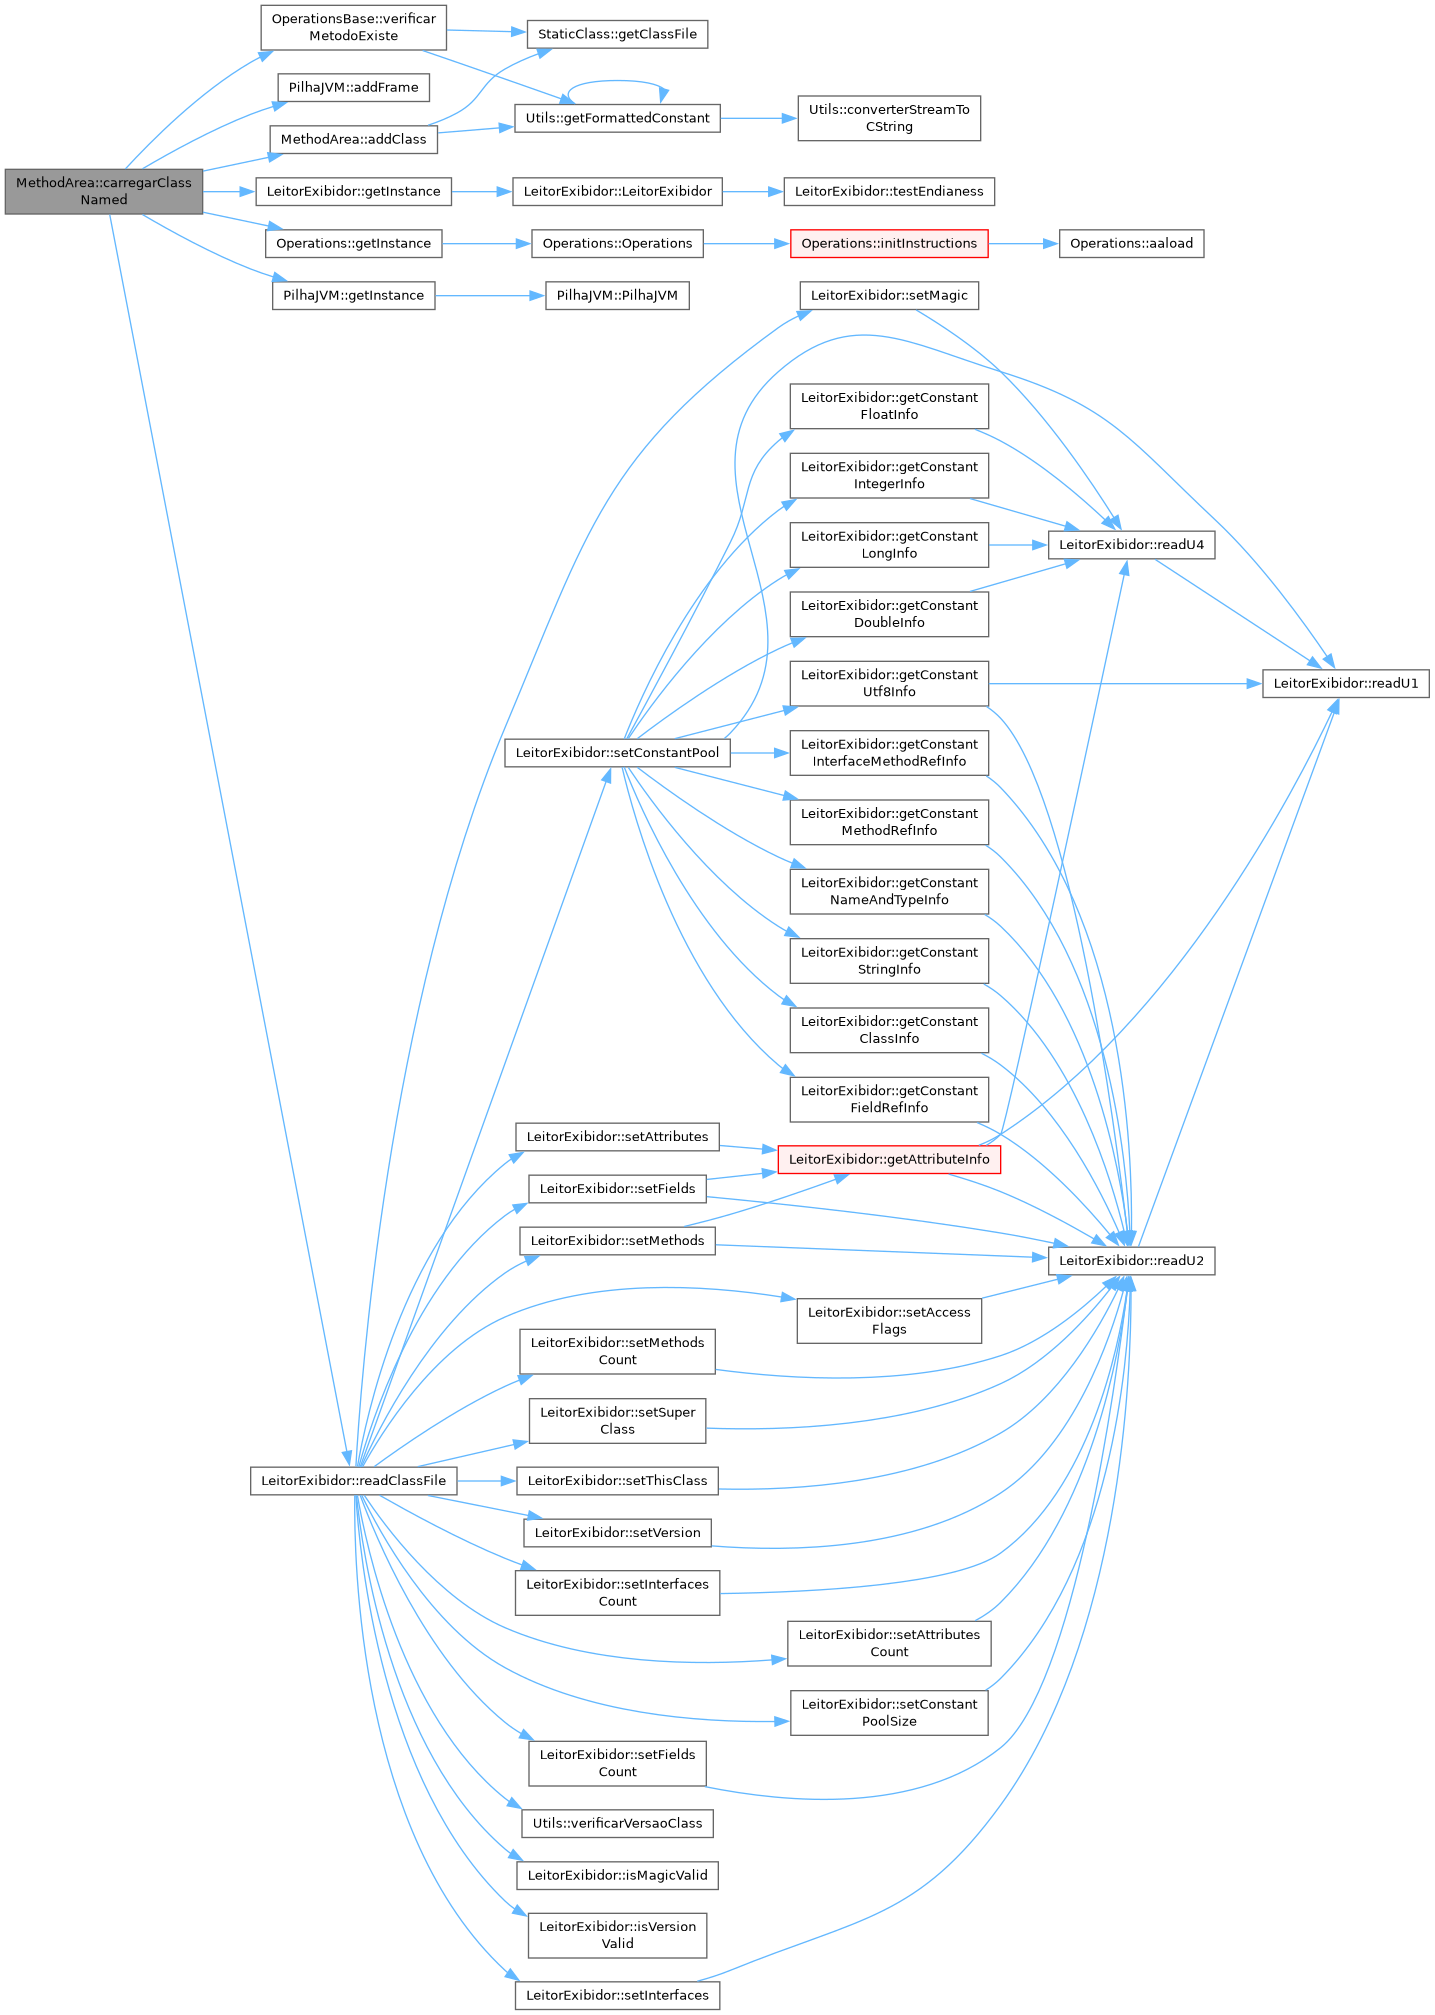 OperationsBase::verificar
MetodoExiste
StaticClass::getClassFile
PilhaJVM::addFrame
Utils::getFormattedConstant
Utils::converterStreamTo
CString
MethodArea::addClass
MethodArea::carregarClass
Named
LeitorExibidor::getInstance
LeitorExibidor::LeitorExibidor
LeitorExibidor::testEndianess
Operations::getInstance
Operations::Operations
Operations::initInstructions
Operations::aaload
PilhaJVM::getInstance
PilhaJVM::PilhaJVM
LeitorExibidor::setMagic
LeitorExibidor::getConstant
FloatInfo
LeitorExibidor::getConstant
IntegerInfo
LeitorExibidor::getConstant
LongInfo
LeitorExibidor::readU4
LeitorExibidor::getConstant
DoubleInfo
LeitorExibidor::getConstant
Utf8Info
LeitorExibidor::readU1
LeitorExibidor::setConstantPool
LeitorExibidor::getConstant
InterfaceMethodRefInfo
LeitorExibidor::getConstant
MethodRefInfo
LeitorExibidor::getConstant
NameAndTypeInfo
LeitorExibidor::getConstant
StringInfo
LeitorExibidor::getConstant
ClassInfo
LeitorExibidor::getConstant
FieldRefInfo
LeitorExibidor::setAttributes
LeitorExibidor::getAttributeInfo
LeitorExibidor::setFields
LeitorExibidor::setMethods
LeitorExibidor::readU2
LeitorExibidor::setAccess
Flags
LeitorExibidor::setMethods
Count
LeitorExibidor::setSuper
Class
LeitorExibidor::readClassFile
LeitorExibidor::setThisClass
LeitorExibidor::setVersion
LeitorExibidor::setInterfaces
Count
LeitorExibidor::setAttributes
Count
LeitorExibidor::setConstant
PoolSize
LeitorExibidor::setFields
Count
Utils::verificarVersaoClass
LeitorExibidor::isMagicValid
LeitorExibidor::isVersion
Valid
LeitorExibidor::setInterfaces